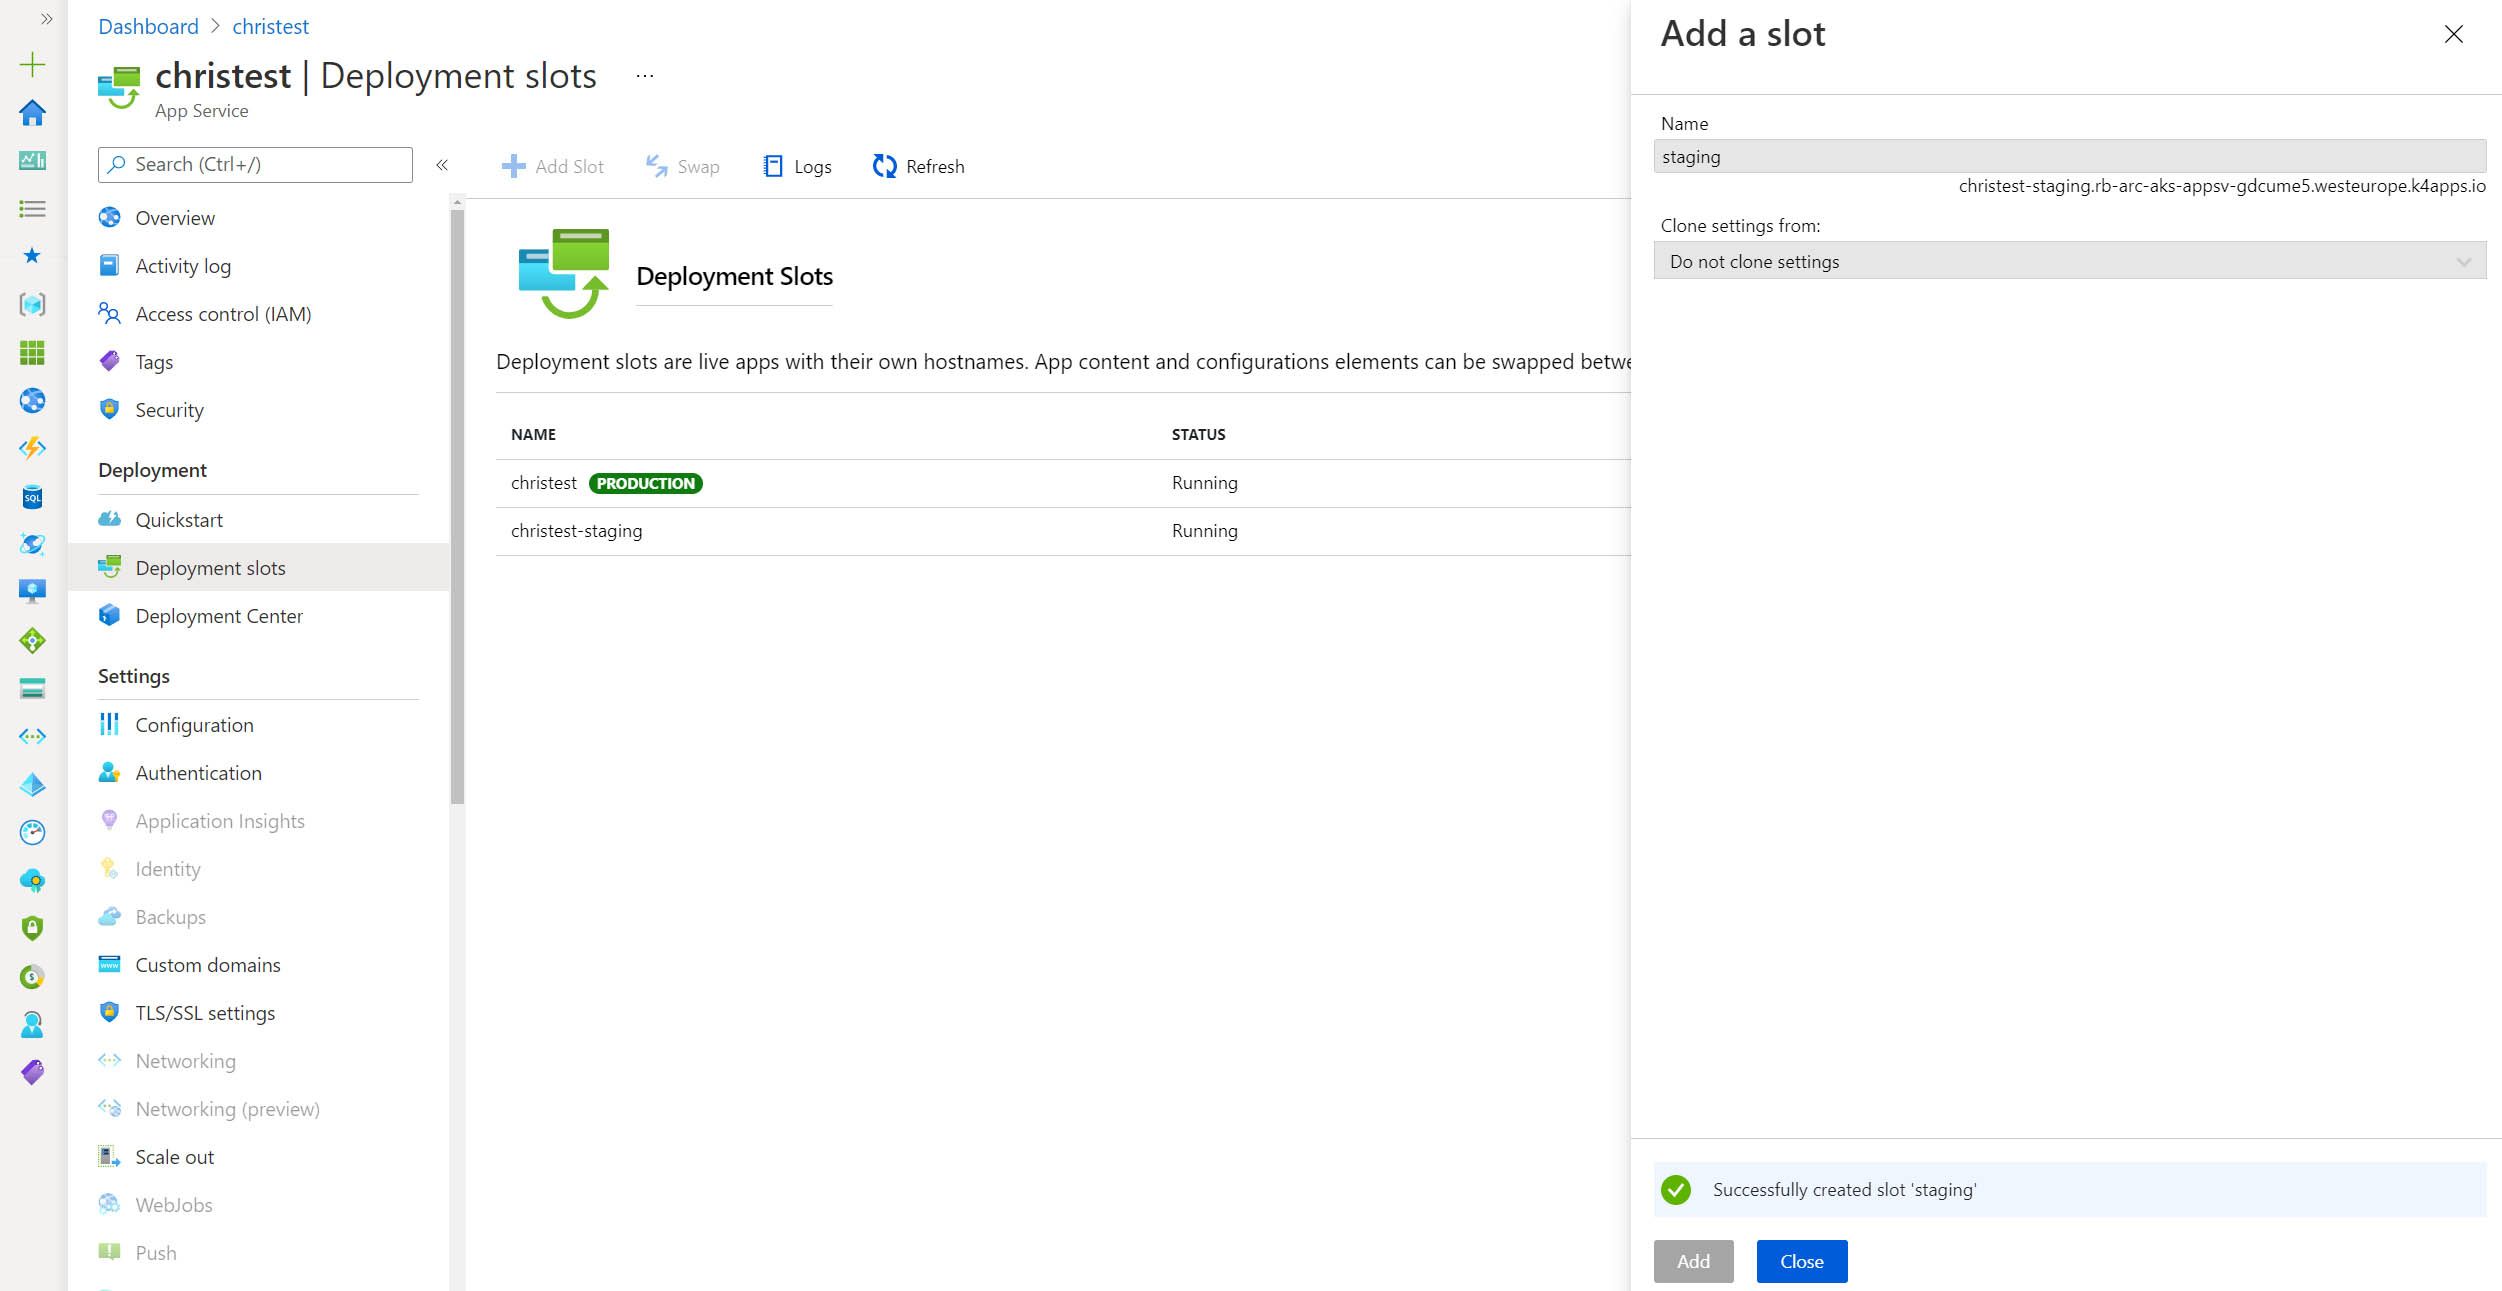 Dashboard > christest
christest | Deployment slots ...
App Service
Search (Ctrl+/)
«
Overview
Activity log
Access control (IAM)
Tags
Security
Deployment
Quickstart
Deployment slots
Deployment Center
Settings
Configuration
Authentication
Application Insights
Identity
Backups
Custom domains
TLS/SSL settings
Networking
Networking (preview)
Scale out
WebJobs
Push
Add Slot Swap Logs Refresh
Deployment Slots
Deployment slots are live apps with their own hostnames. App content and configurations elements can be swapped betwe
NAME STATUS
christest PRODUCTION Running
christest-staging Running
Add a slot
Name
staging
christest-staging.rb-arc-aks-appsv-gdcume5.westeurope.k4apps.io
Clone settings from:
Do not clone settings
Successfully created slot 'staging'
Add Close